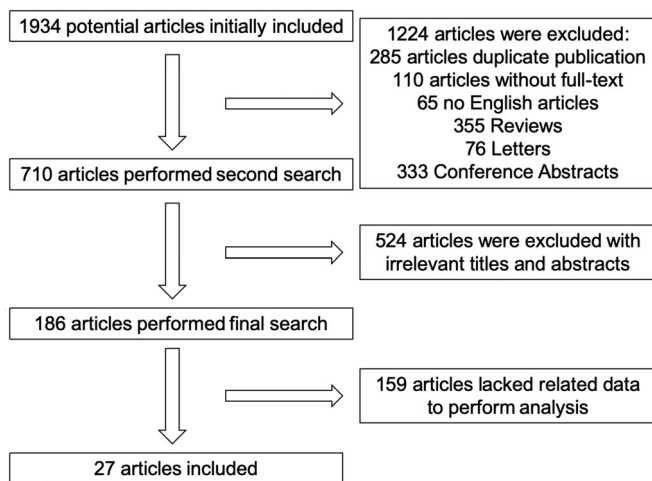 1934 potential articles initially included
1224 articles were excluded:
285 articles duplicate publication
110 articles without full-text
65 no English articles
355 Reviews
76 Letters
333 Conference Abstracts
710 articles performed second search
524 articles were excluded with
irrelevant titles and abstracts
186 articles performed final search
159 articles lacked related data
to perform analysis
27 articles included